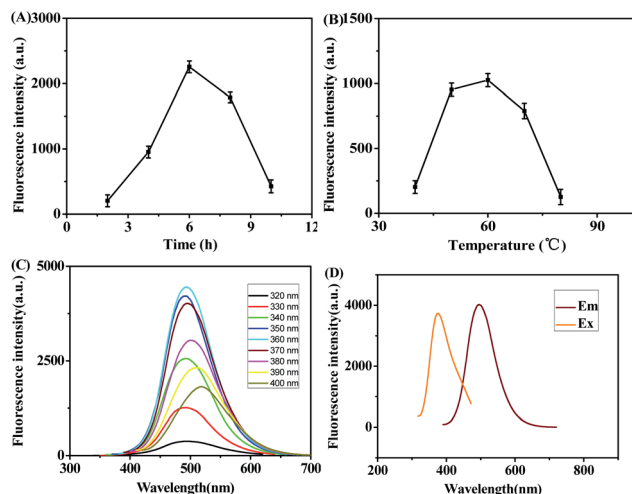 (A)
3000
2000
1000
0
Fluorescence intensity (a.u.)
0 3 6 9 12
Time (h)
(B)
1500
1000
500
0
Fluorescence intensity (a.u.)
30 60 90
Temperature (℃)
(C)
5000
2500
0
Fluorescence intensity(a.u.)
320 nm
330 nm
340 nm
350 nm
360 nm
370 nm
380 nm
390 nm
400 nm
300 400 500 600 700
Wavelength(nm)
(D)
4000
2000
0
Fluorescence intensity(a.u.)
Em
Ex
200 400 600 800
Wavelength(nm)